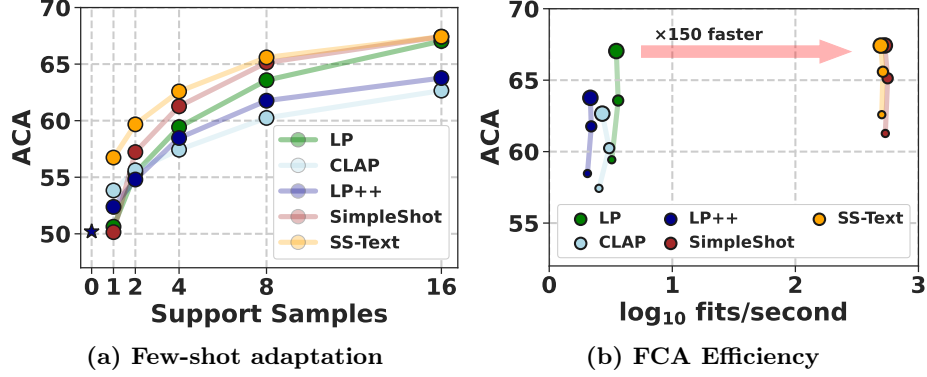 ACA
70
65
60
55
50
0 1 2 4 8 16
Support Samples
LP
CLAP
LP++
SimpleShot
SS-Text
(a) Few-shot adaptation
ACA
70
65
60
55
0 1 2 3
×150 faster
LP LP++ SS-Text
CLAP SimpleShot
log10 fits/second
(b) FCA Efficiency